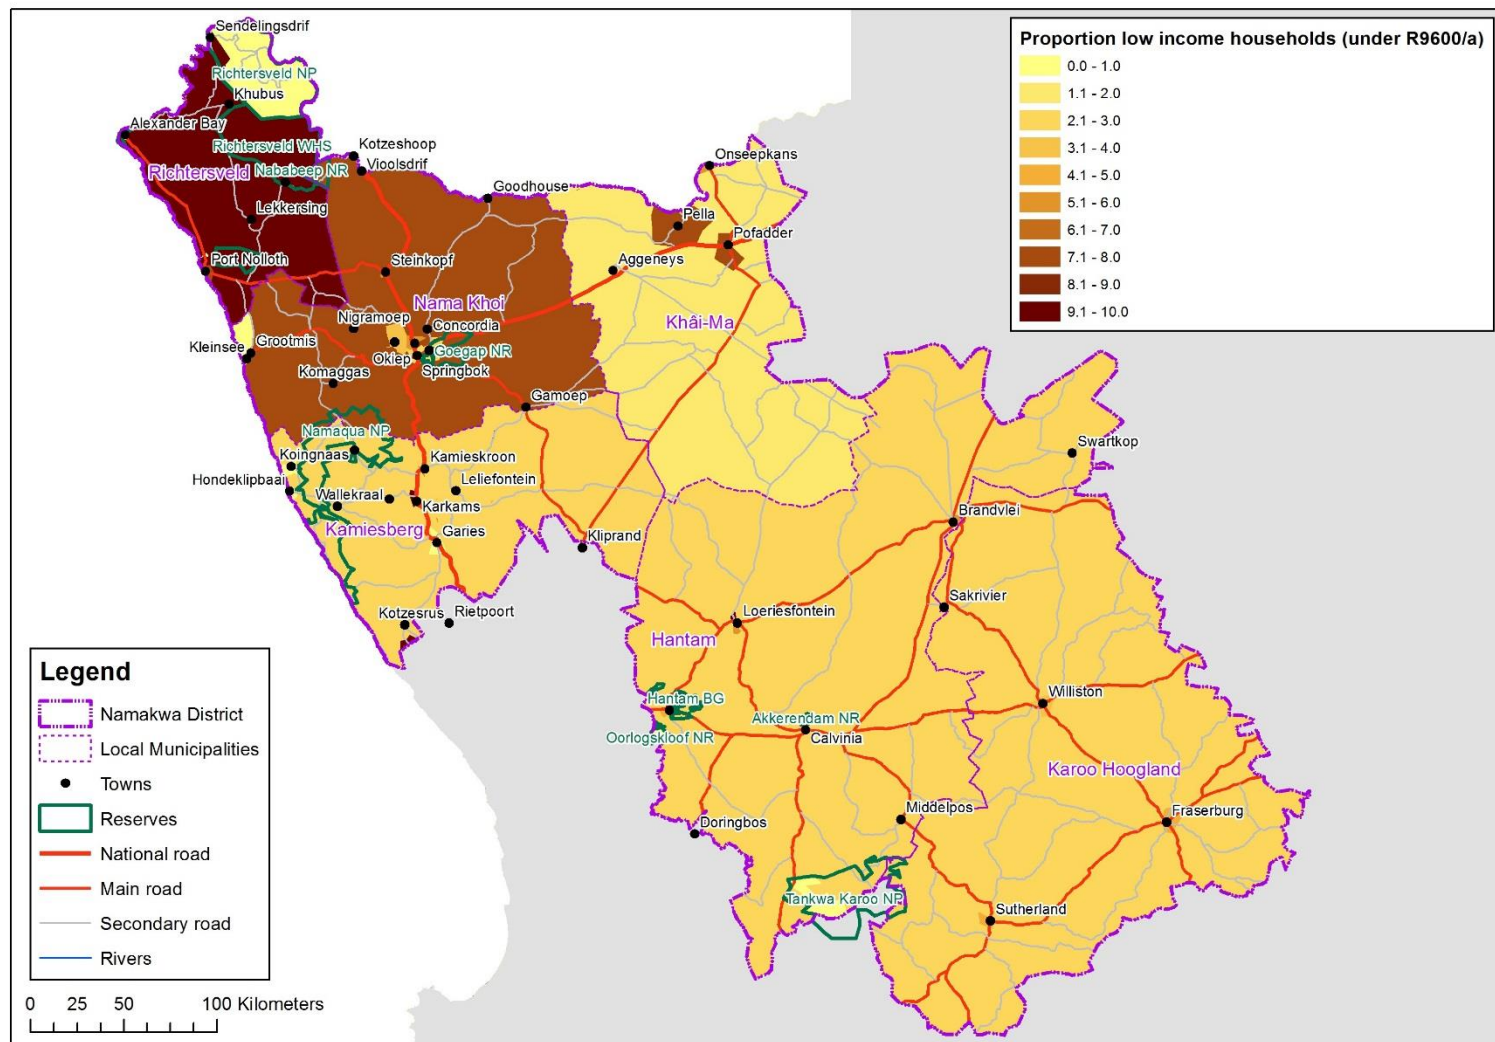 Proportion low income households (under R9600/a)
0.0 - 1.0
1.1 - 2.0
2.1 - 3.0
3.1 - 4.0
4.1 - 5.0
5.1 - 6.0
6.1 - 7.0
7.1 - 8.0
8.1 - 9.0
9.1 - 10.0
Sendelingsdrif
Richtersveld NP
Khubus
Alexander Bay
Richtersveld WHS
Kotzeshoop
Vioolsdrif
Richtersveld
Nababeep NR
Onseepkans
Goodhouse
Lekkersing
Pella
Pofadder
Port Nolloth
Steinkopf
Aggeneys
Nama Khoi
Khâi-Ma
Nigramoep
Concordia
Kleinsee
Grootmis
Okiep
Goegap NR
Springbok
Komaggas
Gamoep
Namaqua NP
Koingnaas
Kamieskroon
Swartkop
Hondeklipbaai
Wallekraal
Leliefontein
Karkams
Kamiesberg
Garies
Kliprand
Brandvlei
Kotzesrus
Rietpoort
Loeriesfontein
Sakrivier
Hantam
Hantam BG
Williston
Akkerendam NR
Oorlogskloof NR
Calvinia
Karoo Hoogland
Middelpos
Fraserburg
Doringbos
Tankwa Karoo NP
Sutherland
Legend
Namakwa District
Local Municipalities
Towns
Reserves
National road
Main road
Secondary road
Rivers
0 25 50 100 Kilometers